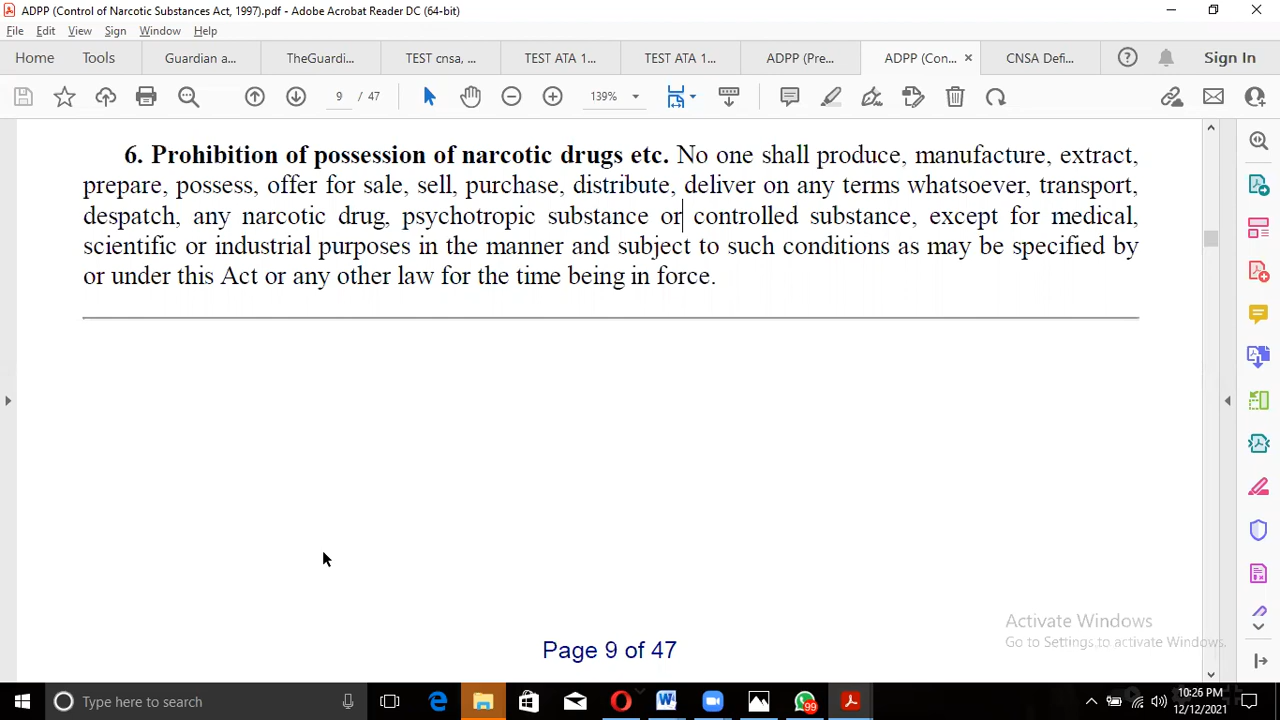 ADPP (Control of Narcotic Substances Act, 1997).pdf - Adobe Acrobat Reader DC (64-bit)
File Edit View Sign Window Help
Home Tools Guardian a... TheGuardi... TEST cnsa, ... TEST ATA 1... TEST ATA 1... ADPP (Pre... ADPP (Con... CNSA Defi... Sign In
9 / 47 139%
6. Prohibition of possession of narcotic drugs etc. No one shall produce, manufacture, extract,
prepare, possess, offer for sale, sell, purchase, distribute, deliver on any terms whatsoever, transport,
despatch, any narcotic drug, psychotropic substance or controlled substance, except for medical,
scientific or industrial purposes in the manner and subject to such conditions as may be specified by
or under this Act or any other law for the time being in force.
Activate Windows
Go to Settings to activate Windows.
Page 9 of 47
Type here to search
99
10:26 PM
12/12/2021